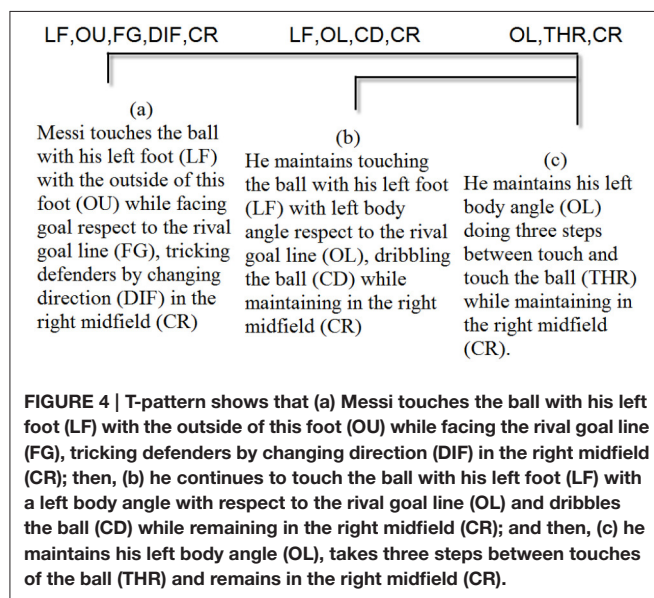 LF,OU,FG,DIF,CR LF,OL,CD,CR OL,THR,CR
(a)
Messi touches the ball
with his left foot (LF)
with the outside of this
foot (OU) while facing
goal respect to the rival
goal line (FG), tricking
defenders by changing
direction (DIF) in the
right midfield (CR)
(b)
He maintains touching
the ball with his left foot
(LF) with left body
angle respect to the rival
goal line (OL), dribbling
the ball (CD) while
maintaining in the right
midfield (CR)
(c)
He maintains his left
body angle (OL)
doing three steps
between touch and
touch the ball (THR)
while maintaining in
the right midfield
(CR).
FIGURE 4 | T-pattern shows that (a) Messi touches the ball with his left
foot (LF) with the outside of this foot (OU) while facing the rival goal line
(FG), tricking defenders by changing direction (DIF) in the right midfield
(CR); then, (b) he continues to touch the ball with his left foot (LF) with
a left body angle with respect to the rival goal line (OL) and dribbles
the ball (CD) while remaining in the right midfield (CR); and then, (c) he
maintains his left body angle (OL), takes three steps between touches
of the ball (THR) and remains in the right midfield (CR).